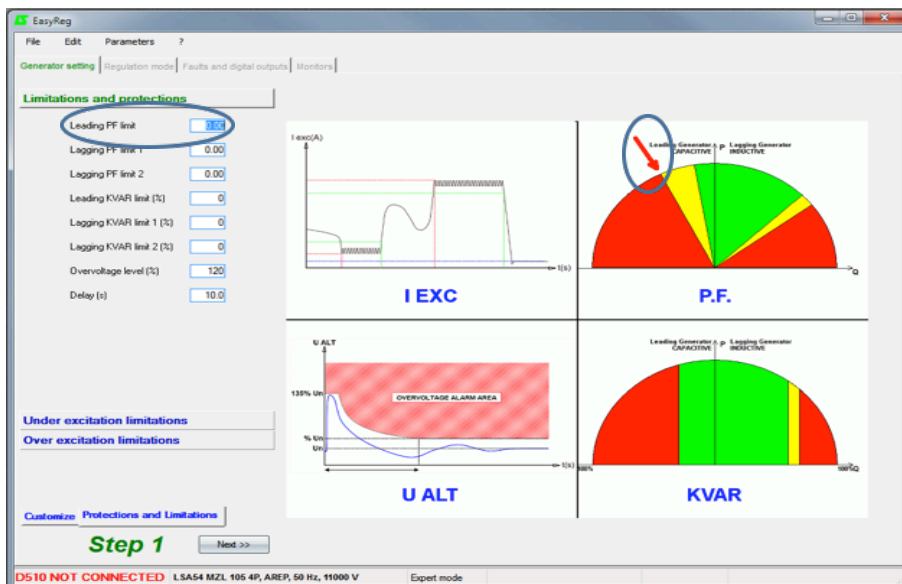 EasyReg
File Edit Parameters ?
Generator setting Regulation mode Faults and digital outputs Monitors
Limitations and protections
Leading PF limit 0.00
Lagging PF limit 1 0.00
Lagging PF limit 2 0.00
Leading KVAR limit (%) 0
Lagging KVAR limit 1 (%) 0
Lagging KVAR limit 2 (%) 0
Overvoltage level (%) 120
Delay (s) 10.0
Under excitation limitations
Over excitation limitations
Customize Protections and Limitations
Step 1 Next >>
I exc(A)
t(s)
I EXC
Leading Generator P Lagging Generator
CAPACITIVE INDUCTIVE
Q
P.F.
U ALT
135% Un
OVERVOLTAGE ALARM AREA
% Un
Un
t(s)
U ALT
Leading Generator P Lagging Generator
CAPACITIVE INDUCTIVE
100% 100%Q
KVAR
D510 NOT CONNECTED LSA54 MZL 105 4P, AREP, 50 Hz, 11000 V Expert mode